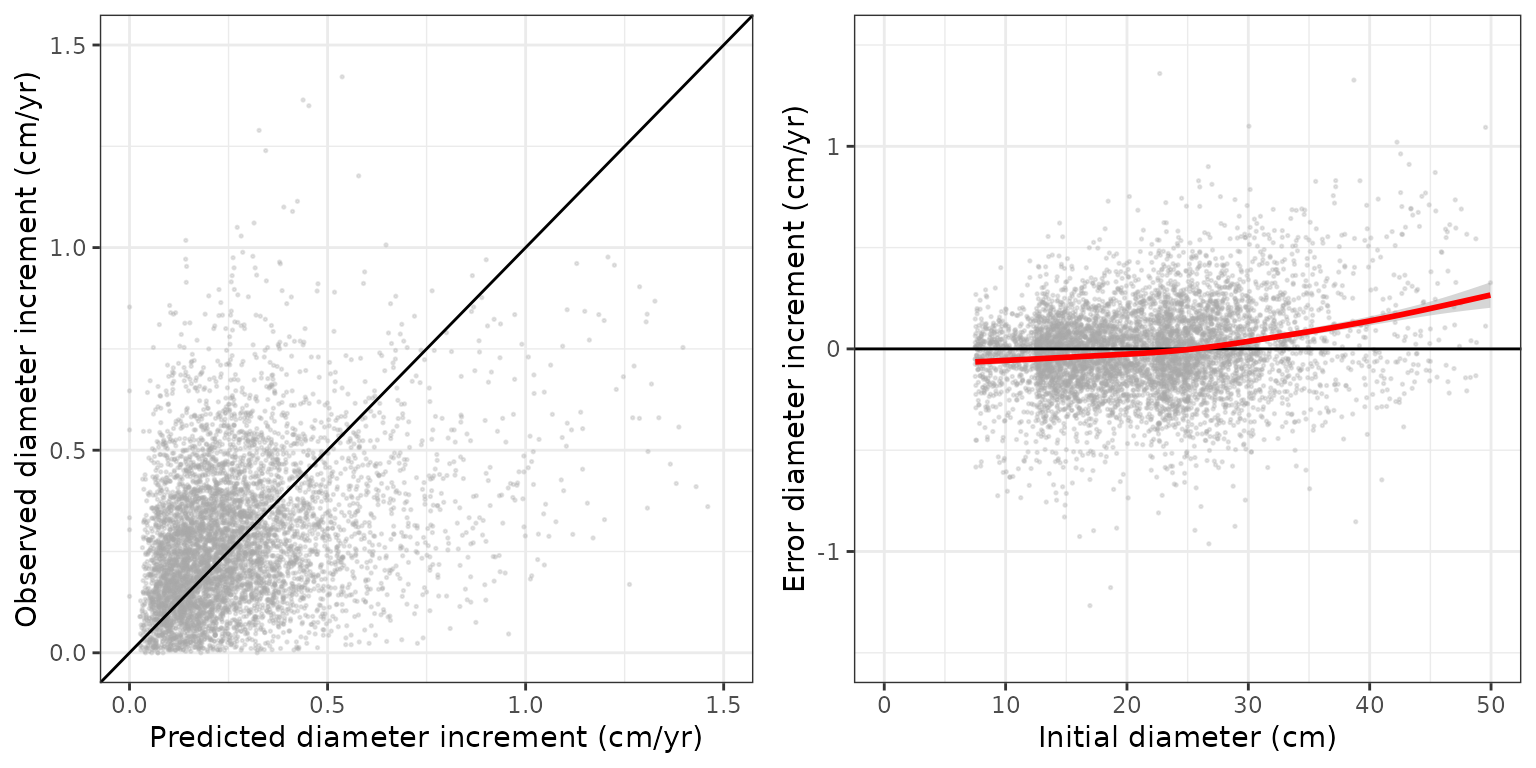 Observed diameter increment (cm/yr)
1.5
1.0
0.5
0.0
0.0 0.5 1.0 1.5
Predicted diameter increment (cm/yr)
Error diameter increment (cm/yr)
1
0
-1
0 10 20 30 40 50
Initial diameter (cm)